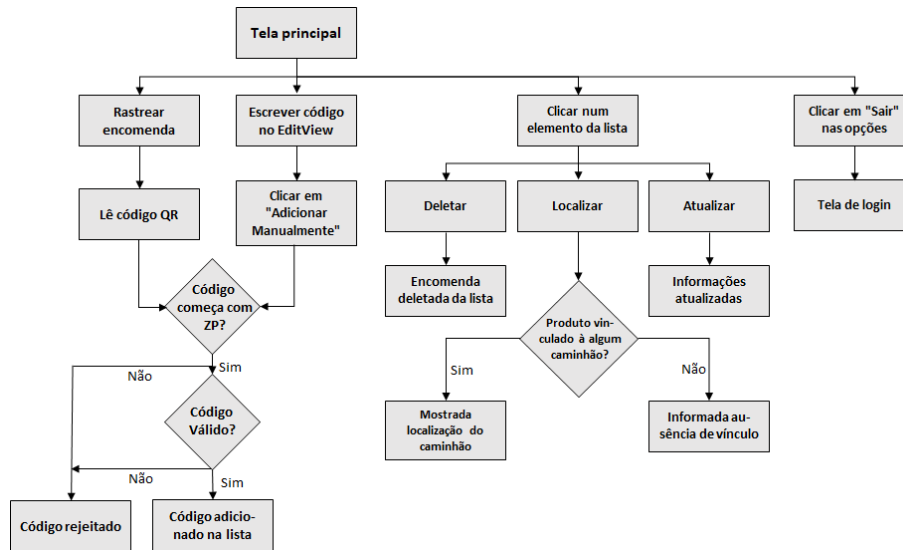 Tela principal
Rastrear
encomenda
Escrever código
no EditView
Clicar num
elemento da lista
Clicar em "Sair"
nas opções
Lê código QR
Clicar em
"Adicionar
Manualmente"
Deletar
Localizar
Atualizar
Tela de login
Encomenda
deletada da lista
Informações
atualizadas
Código
começa com
ZP?
Produto vin-
culado à algum
caminhão?
Não
Sim
Sim
Não
Código
Válido?
Mostrada
localização do
caminhão
Informada au-
sência de vínculo
Não
Sim
Código rejeitado
Código adicio-
nado na lista